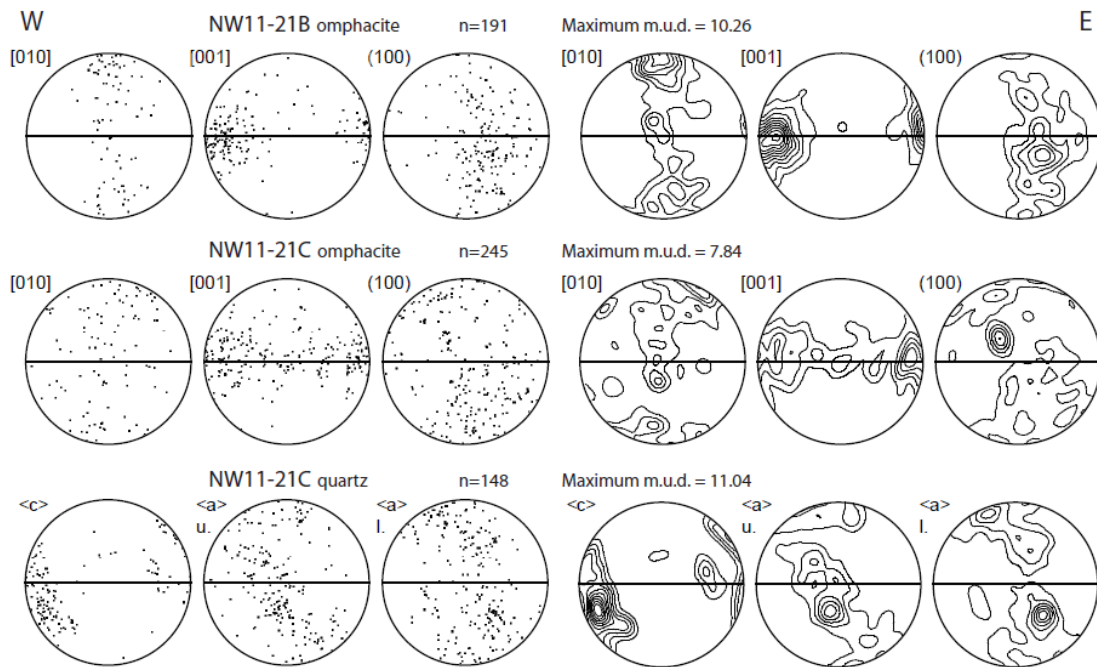 W NW11-21B omphacite n=191 Maximum m.u.d. = 10.26 E
[010] [001] (100) [010] [001] (100)
NW11-21C omphacite n=245 Maximum m.u.d. = 7.84
[010] [001] (100) [010] [001] (100)
NW11-21C quartz n=148 Maximum m.u.d. = 11.04
<c> <a> <a> <c> <a> <a>
u. l. u. l.